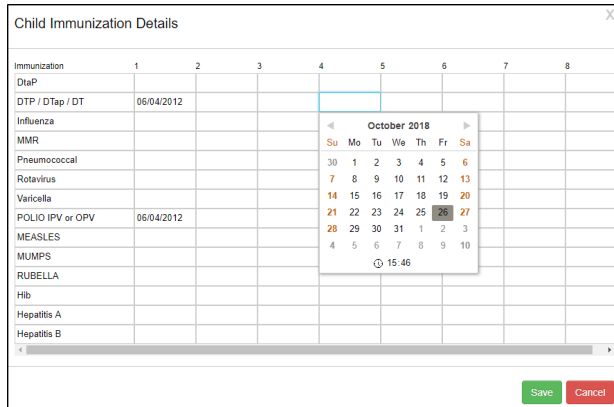 X
Child Immunization Details
Immunization 1 2 3 4 5 6 7 8
DtaP
DTP / DTap / DT 06/04/2012
Influenza
MMR
Pneumococcal
Rotavirus
Varicella
POLIO IPV or OPV 06/04/2012
MEASLES
MUMPS
RUBELLA
Hib
Hepatitis A
Hepatitis B
October 2018
Su Mo Tu We Th Fr Sa
30 1 2 3 4 5 6
7 8 9 10 11 12 13
14 15 16 17 18 19 20
21 22 23 24 25 26 27
28 29 30 31 1 2 3
4 5 6 7 8 9 10
15:46
Save Cancel